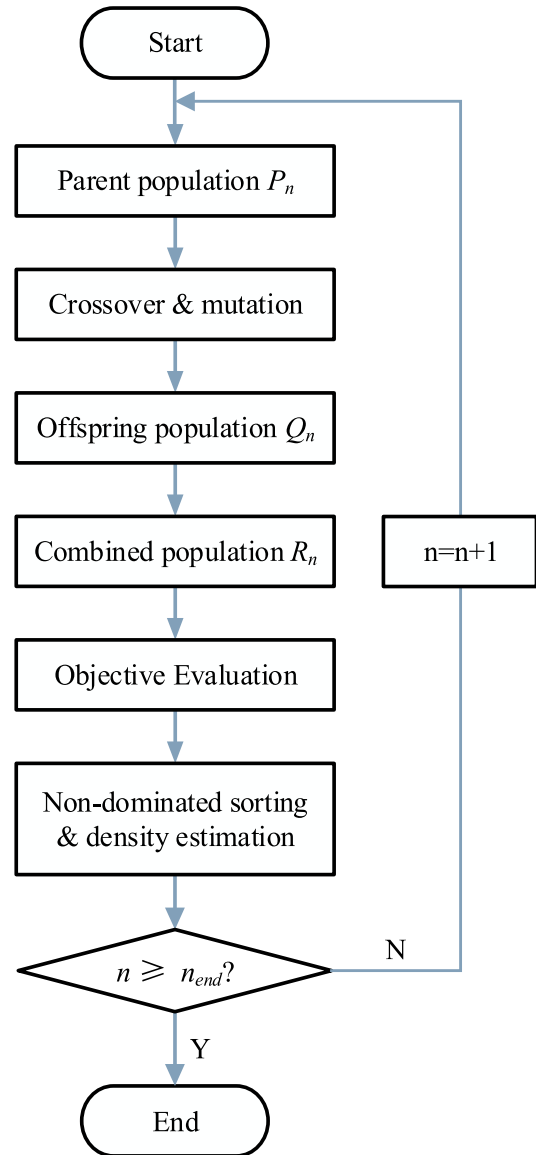 Start
Parent population Pn
Crossover & mutation
Offspring population Qn
Combined population Rn
n=n+1
Objective Evaluation
Non-dominated sorting
& density estimation
n ⩾ nend?
N
Y
End